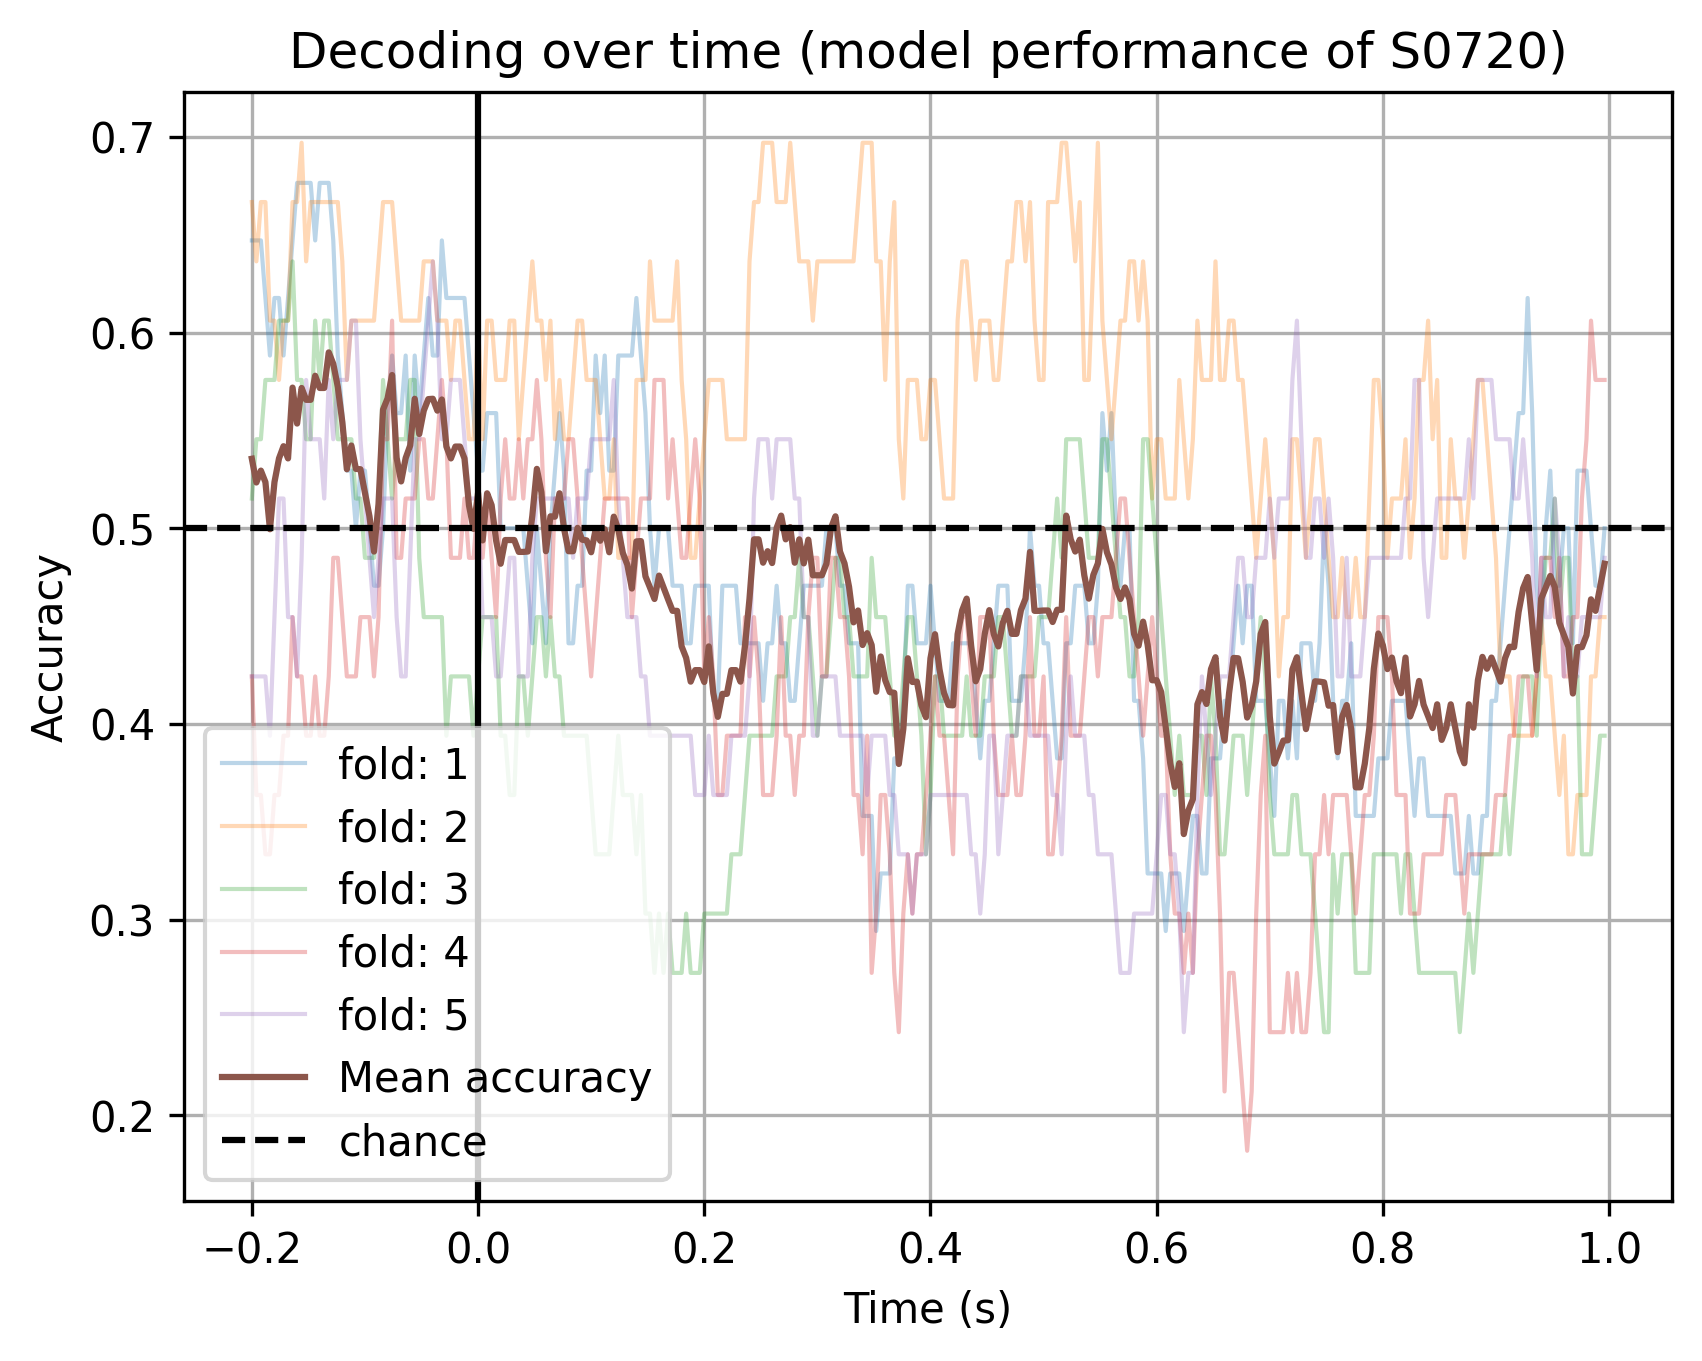 Decoding over time (model performance of S0720)
Accuracy
0.7
0.6
0.5
0.4
0.3
0.2
fold: 1
fold: 2
fold: 3
fold: 4
fold: 5
Mean accuracy
chance
−0.2 0.0 0.2 0.4 0.6 0.8 1.0
Time (s)